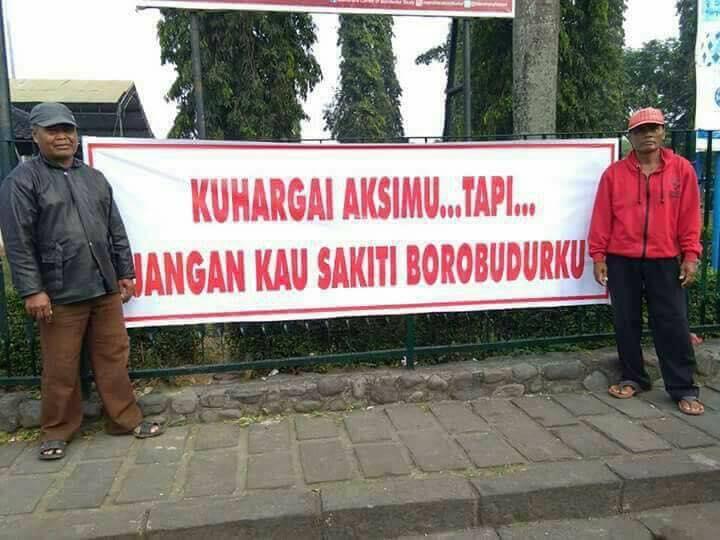 KUHARGAI AKSIMU...TAPI...
JANGAN KAU SAKITI BOROBUDURKU